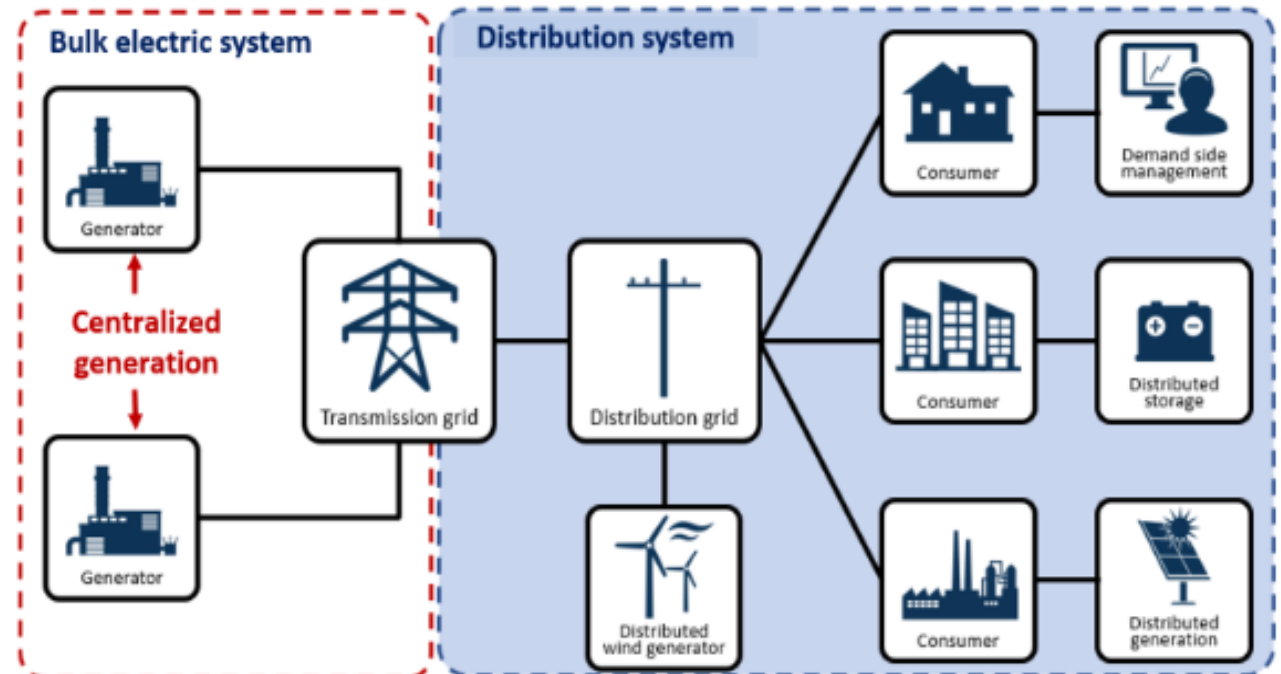 Bulk electric system
Distribution system
Generator
Centralized
generation
Generator
Transmission grid
Distribution grid
Distributed
wind generator
Consumer
Demand side
management
Consumer
Distributed
storage
Consumer
Distributed
generation